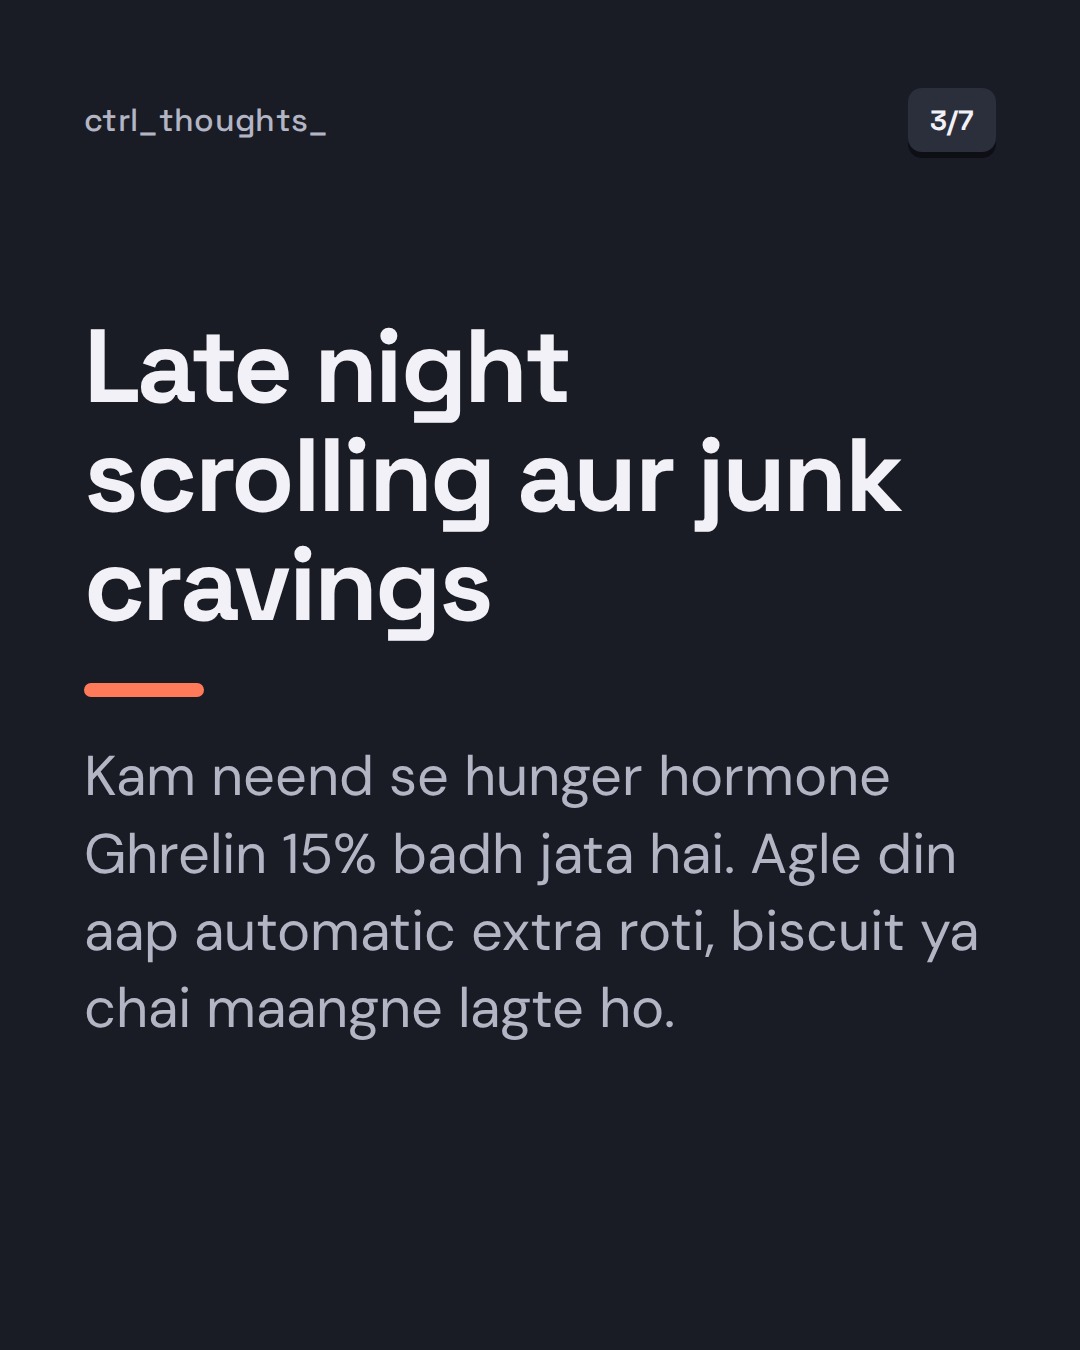 ctrl_thoughts_
3/7
Late night
scrolling aur junk
cravings
Kam neend se hunger hormone
Ghrelin 15% badh jata hai. Agle din
aap automatic extra roti, biscuit ya
chai maangne lagte ho.